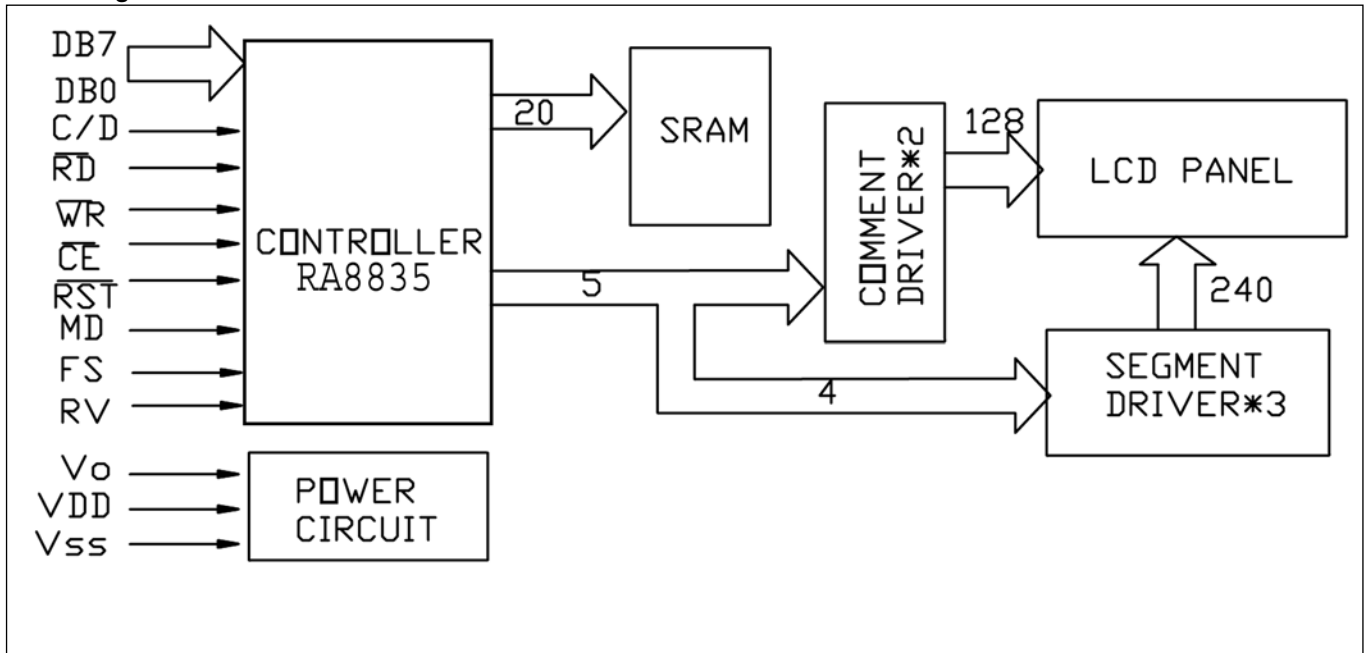 DB7
DB0
C/D
RD
WR
CE
RST
MD
FS
RV
Vo
VDD
Vss
CONTROLLER
RA8835
POWER
CIRCUIT
20
SRAM
5
4
COMMENT
DRIVER*2
128
LCD PANEL
240
SEGMENT
DRIVER*3